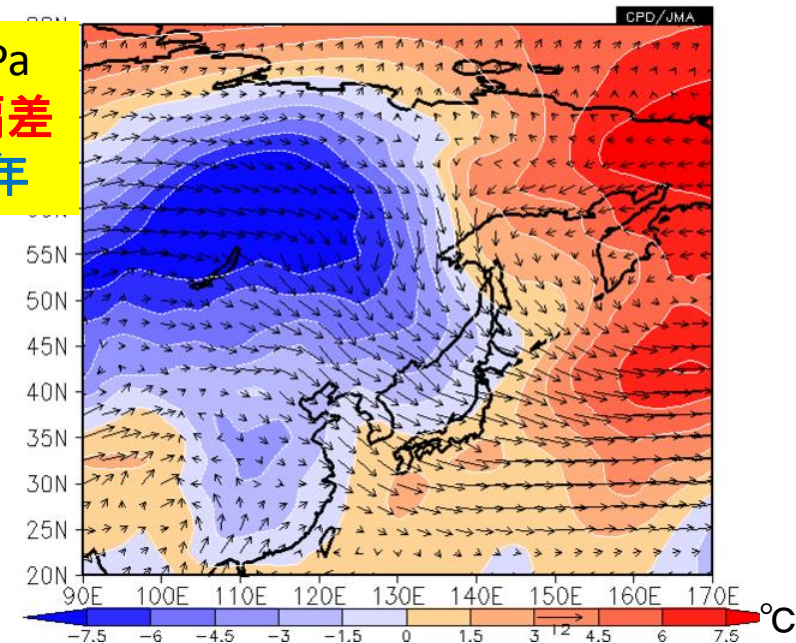 CPD/JMA
Pa
差
年
55N
50N
45N
40N
35N
30N
25N
20N
90E 100E 110E 120E 130E 140E 150E 160E 170E
-7.5 -6 -4.5 -3 -1.5 0 1.5 3 12 4.5 6 7.5 °C